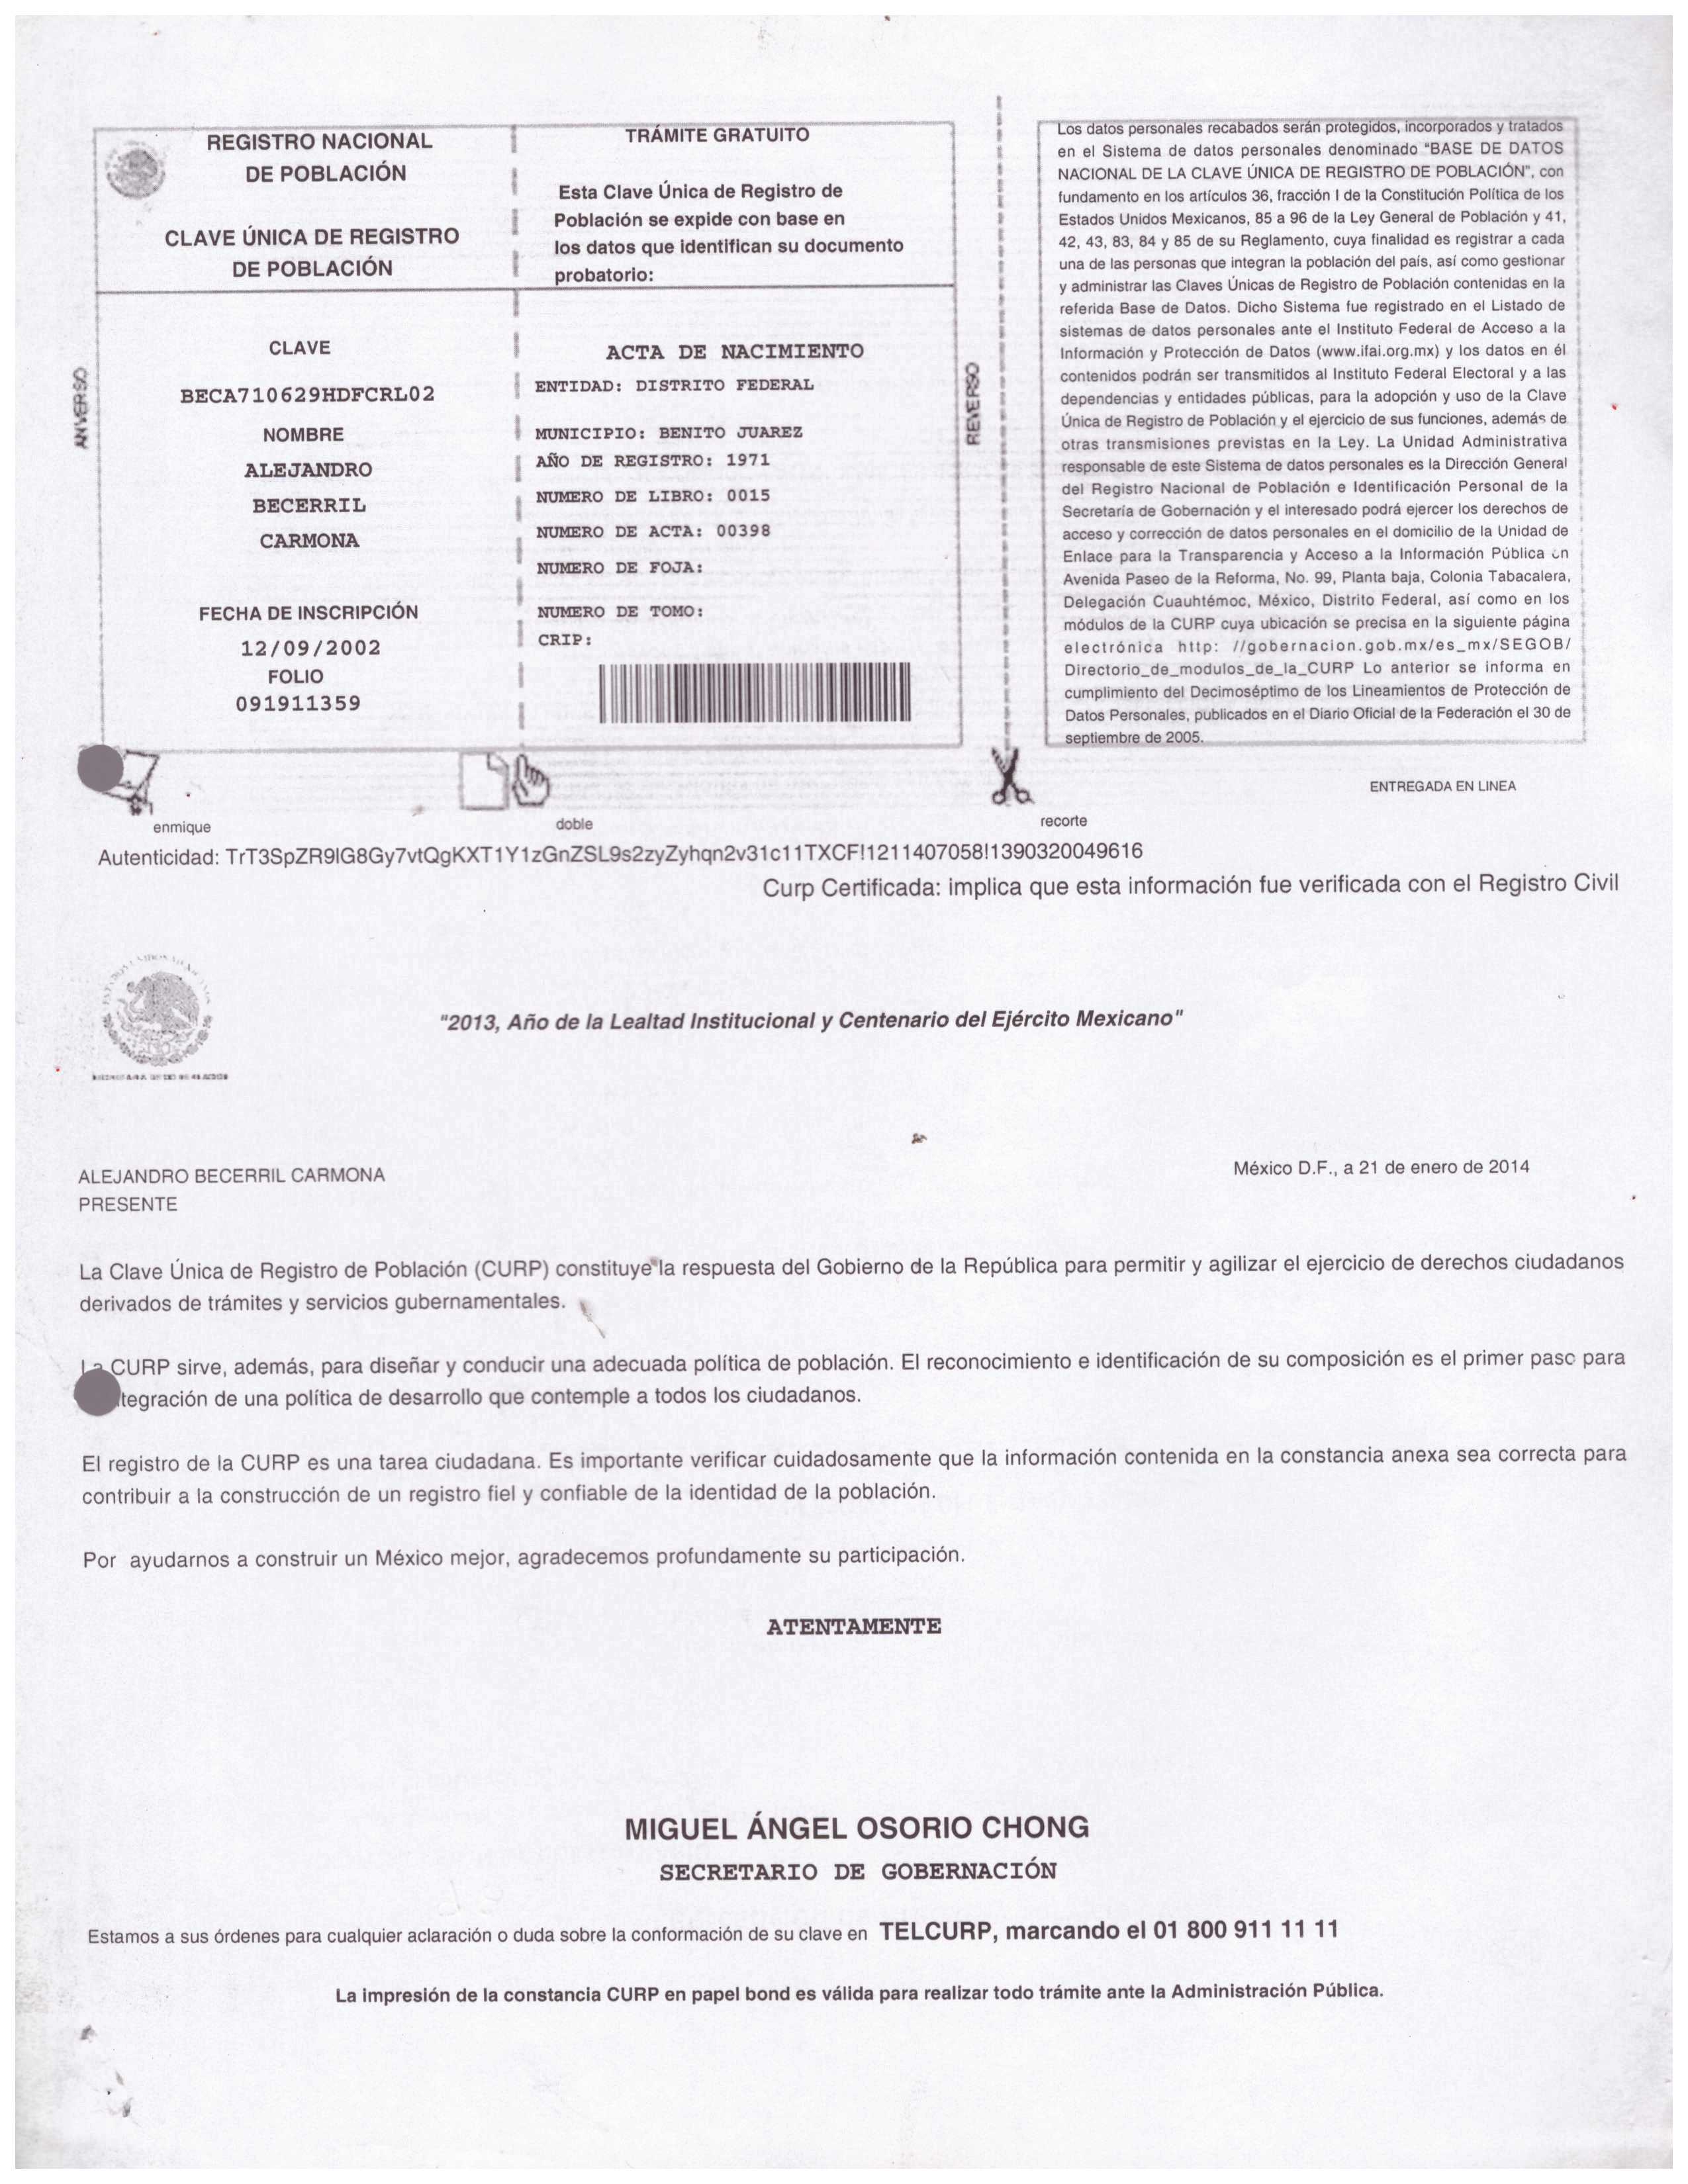 REGISTRO NACIONAL
DE POBLACIÓN
CLAVE ÚNICA DE REGISTRO
DE POBLACIÓN
TRÁMITE GRATUITO
Esta Clave Única de Registro de
Población se expide con base en
los datos que identifican su documento
probatorio:
ANVERSO
CLAVE
BECA710629HDFCRL02
NOMBRE
ALEJANDRO
BECERRIL
CARMONA
FECHA DE INSCRIPCIÓN
12/09/2002
FOLIO
091911359
ACTA DE NACIMIENTO
ENTIDAD: DISTRITO FEDERAL
MUNICIPIO: BENITO JUAREZ
AÑO DE REGISTRO: 1971
NUMERO DE LIBRO: 0015
NUMERO DE ACTA: 00398
NUMERO DE FOJA:
NUMERO DE TOMO:
CRIP:
REVERSO
Los datos personales recabados serán protegidos, incorporados y tratados
en el Sistema de datos personales denominado "BASE DE DATOS
NACIONAL DE LA CLAVE ÚNICA DE REGISTRO DE POBLACIÓN", con
fundamento en los artículos 36, fracción I de la Constitución Política de los
Estados Unidos Mexicanos, 85 a 96 de la Ley General de Población y 41,
42, 43, 83, 84 y 85 de su Reglamento, cuya finalidad es registrar a cada
una de las personas que integran la población del país, así como gestionar
y administrar las Claves Únicas de Registro de Población contenidas en la
referida Base de Datos. Dicho Sistema fue registrado en el Listado de
sistemas de datos personales ante el Instituto Federal de Acceso a la
Información y Protección de Datos (www.ifai.org.mx) y los datos en él
contenidos podrán ser transmitidos al Instituto Federal Electoral y a las
dependencias y entidades públicas, para la adopción y uso de la Clave
Única de Registro de Población y el ejercicio de sus funciones, además de
otras transmisiones previstas en la Ley. La Unidad Administrativa
responsable de este Sistema de datos personales es la Dirección General
del Registro Nacional de Población e Identificación Personal de la
Secretaría de Gobernación y el interesado podrá ejercer los derechos de
acceso y corrección de datos personales en el domicilio de la Unidad de
Enlace para la Transparencia y Acceso a la Información Pública en
Avenida Paseo de la Reforma, No. 99, Planta baja, Colonia Tabacalera,
Delegación Cuauhtémoc, México, Distrito Federal, así como en los
módulos de la CURP cuya ubicación se precisa en la siguiente página
electrónica http: //gobernacion.gob.mx/es_mx/SEGOB/
Directorio_de_modulos_de_la_CURP Lo anterior se informa en
cumplimiento del Decimoséptimo de los Lineamientos de Protección de
Datos Personales, publicados en el Diario Oficial de la Federación el 30 de
septiembre de 2005.
ENTREGADA EN LINEA
enmique
doble
recorte
Autenticidad: TrT3SpZR9lG8Gy7vtQgKXT1Y1zGnZSL9s2zyZyhqn2v31c11TXCF!1211407058!1390320049616
Curp Certificada: implica que esta información fue verificada con el Registro Civil
"2013, Año de la Lealtad Institucional y Centenario del Ejército Mexicano"
ALEJANDRO BECERRIL CARMONA
México D.F., a 21 de enero de 2014
PRESENTE
La Clave Única de Registro de Población (CURP) constituye la respuesta del Gobierno de la República para permitir y agilizar el ejercicio de derechos ciudadanos
derivados de trámites y servicios gubernamentales.
La CURP sirve, además, para diseñar y conducir una adecuada política de población. El reconocimiento e identificación de su composición es el primer paso para
tegración de una política de desarrollo que contemple a todos los ciudadanos.
El registro de la CURP es una tarea ciudadana. Es importante verificar cuidadosamente que la información contenida en la constancia anexa sea correcta para
contribuir a la construcción de un registro fiel y confiable de la identidad de la población.
Por ayudarnos a construir un México mejor, agradecemos profundamente su participación.
ATENTAMENTE
MIGUEL ÁNGEL OSORIO CHONG
SECRETARIO DE GOBERNACIÓN
Estamos a sus órdenes para cualquier aclaración o duda sobre la conformación de su clave en TELCURP, marcando el 01 800 911 11 11
La impresión de la constancia CURP en papel bond es válida para realizar todo trámite ante la Administración Pública.